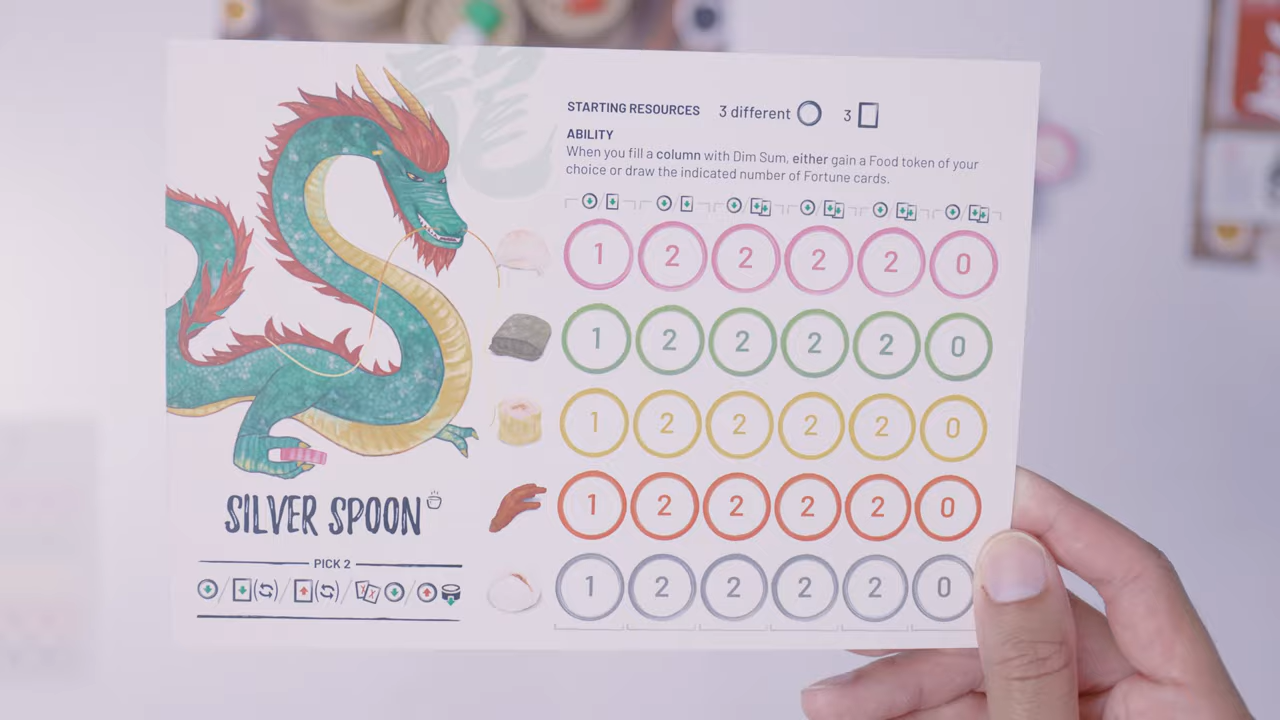 龍
STARTING RESOURCES 3 different 3
ABILITY
When you fill a column with Dim Sum, either gain a Food token of your
choice or draw the indicated number of Fortune cards.
1 2 2 2 2 0
1 2 2 2 2 0
1 2 2 2 2 0
1 2 2 2 2 0
1 2 2 2 2 0
SILVER SPOON
PICK 2
/ ( ) / ( ) / X X /